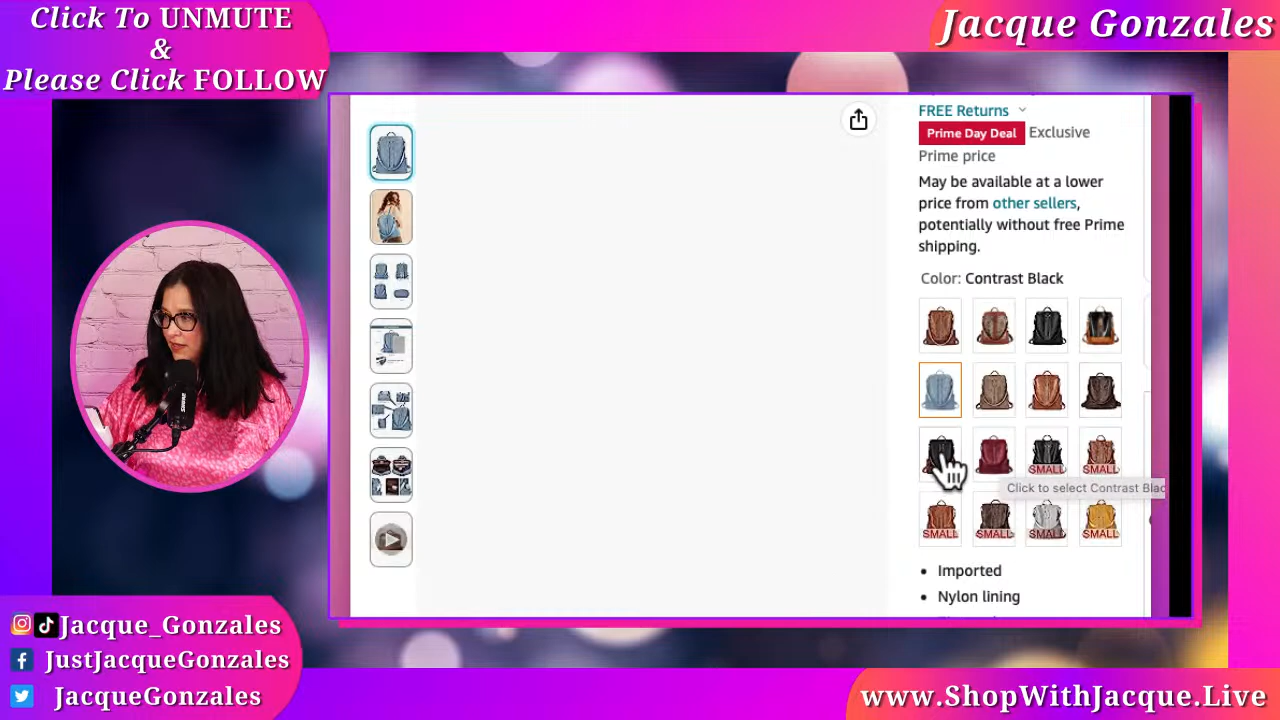 Click To UNMUTE
&
Please Click FOLLOW
Jacque Gonzales
FREE Returns
Prime Day Deal Exclusive
Prime price
May be available at a lower
price from other sellers,
potentially without free Prime
shipping.
Color: Contrast Black
SMALL SMALL
Click to select Contrast Blac
SMALL SMALL SMALL SMALL
Imported
Nylon lining
SHURE
Jacque_Gonzales
JustJacqueGonzales
JacqueGonzales
www.ShopWithJacque.Live